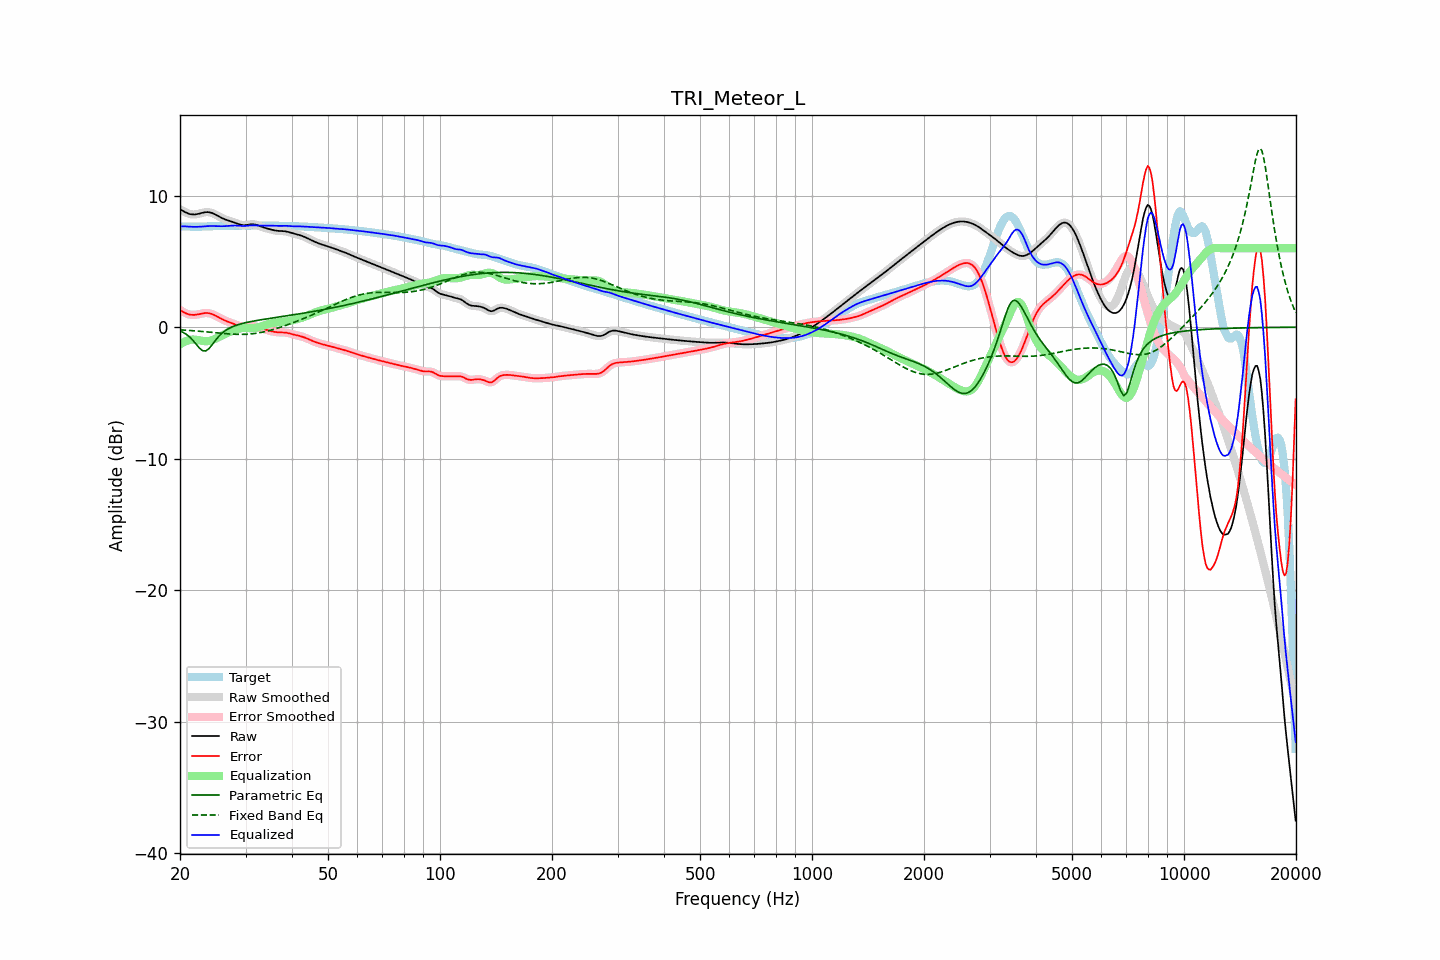 TRI_Meteor_L
Amplitude (dBr)
10
0
−10
−20
−30
−40
Target
Raw Smoothed
Error Smoothed
Raw
Error
Equalization
Parametric Eq
Fixed Band Eq
Equalized
20 50 100 200 500 1000 2000 5000 10000 20000
Frequency (Hz)